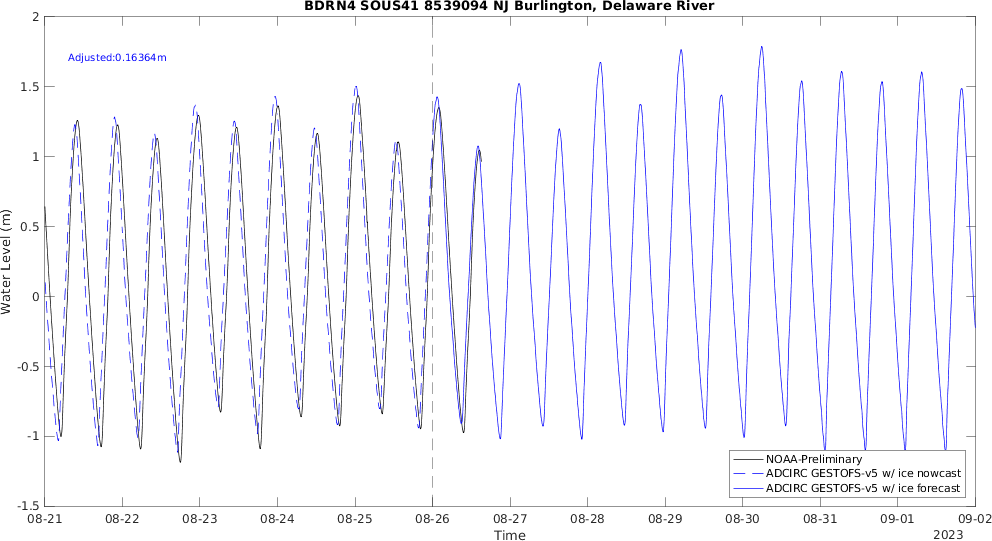 BDRN4 SOUS41 8539094 NJ Burlington, Delaware River
Adjusted:0.16364m
2
1.5
1
0.5
0
-0.5
-1
-1.5
Water Level (m)
NOAA-Preliminary
ADCIRC GESTOFS-v5 w/ ice nowcast
ADCIRC GESTOFS-v5 w/ ice forecast
08-21 08-22 08-23 08-24 08-25 08-26 08-27 08-28 08-29 08-30 08-31 09-01 09-02
Time
2023